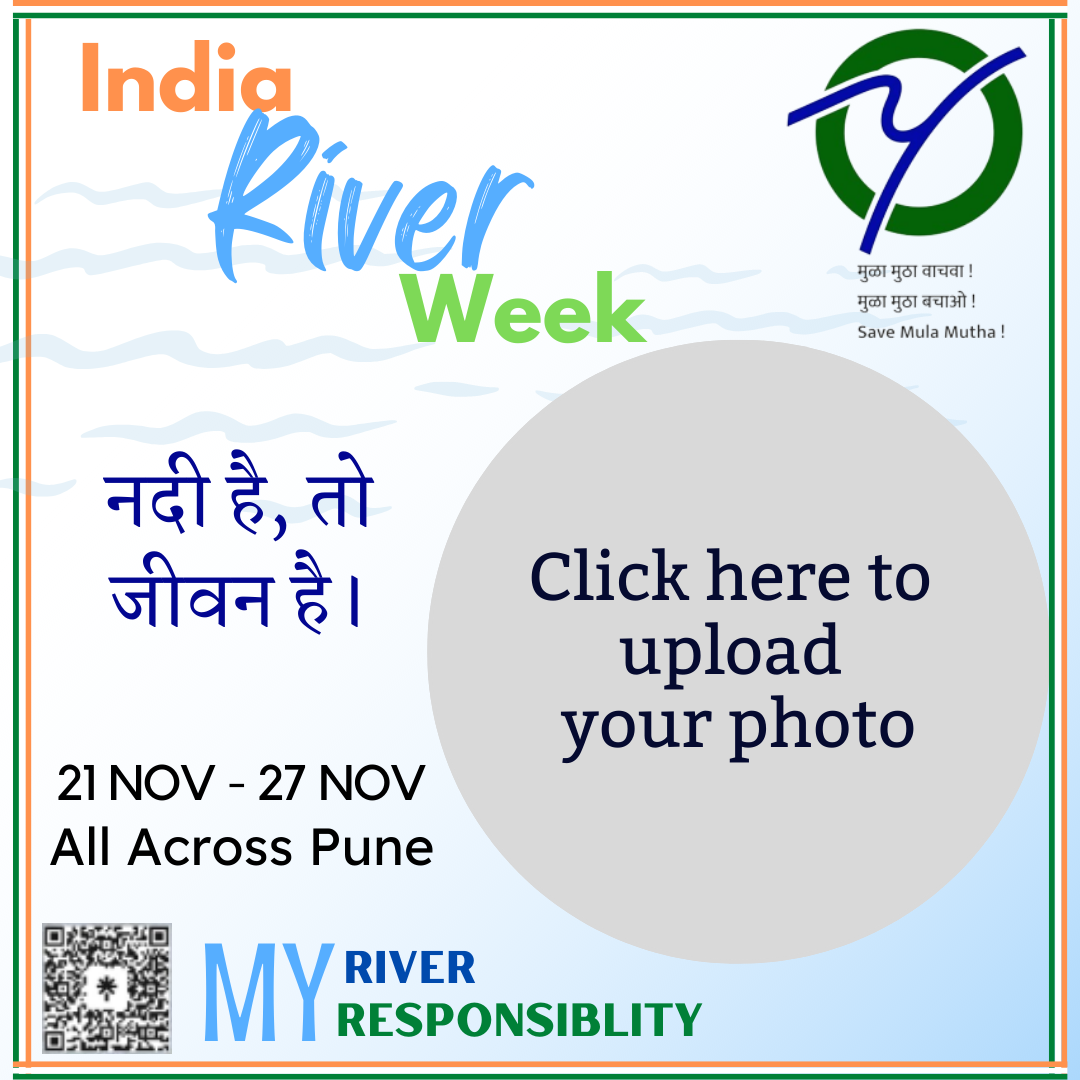 India
River
Week
मुळा मुठा वाचवा !
मुळा मुठा बचाओ !
Save Mula Mutha !
नदी है, तो
जीवन है।
Click here to
upload
your photo
21 NOV - 27 NOV
All Across Pune
MY RIVER
RESPONSIBLITY